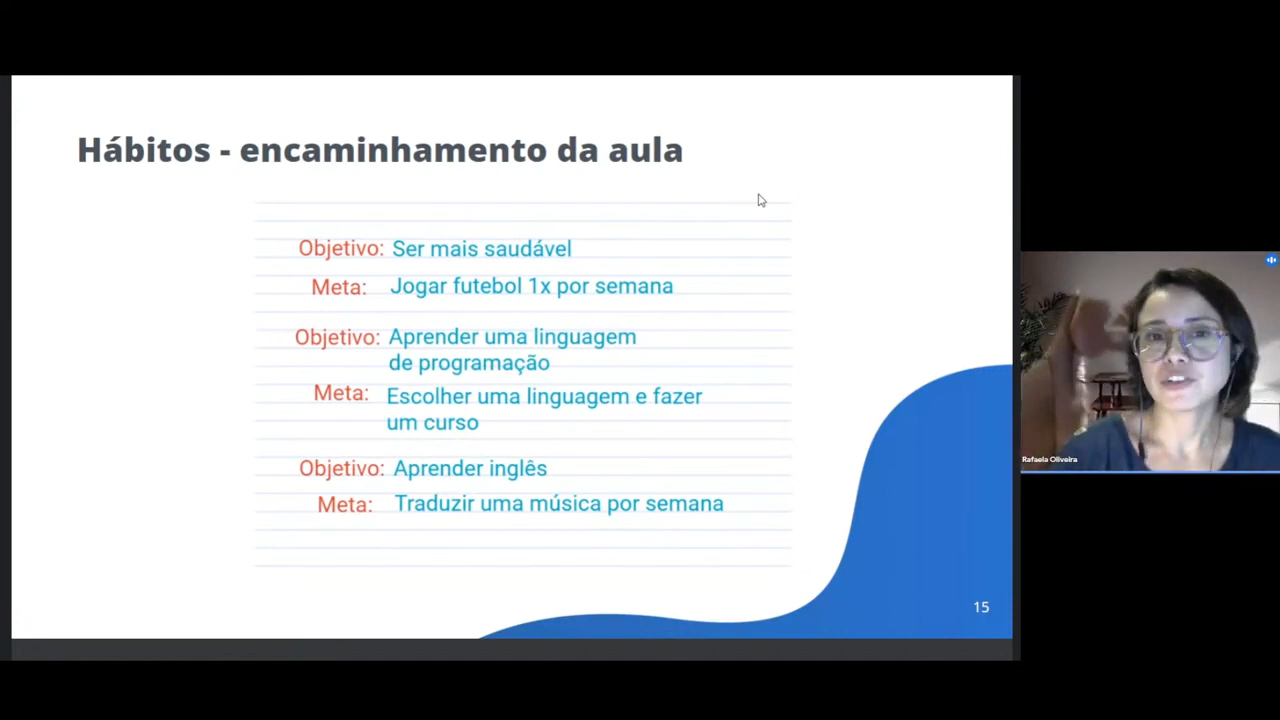 Hábitos - encaminhamento da aula
Objetivo: Ser mais saudável
Meta: Jogar futebol 1x por semana
Objetivo: Aprender uma linguagem
de programação
Meta: Escolher uma linguagem e fazer
um curso
Objetivo: Aprender inglês
Meta: Traduzir uma música por semana
15
Rafaela Oliveira